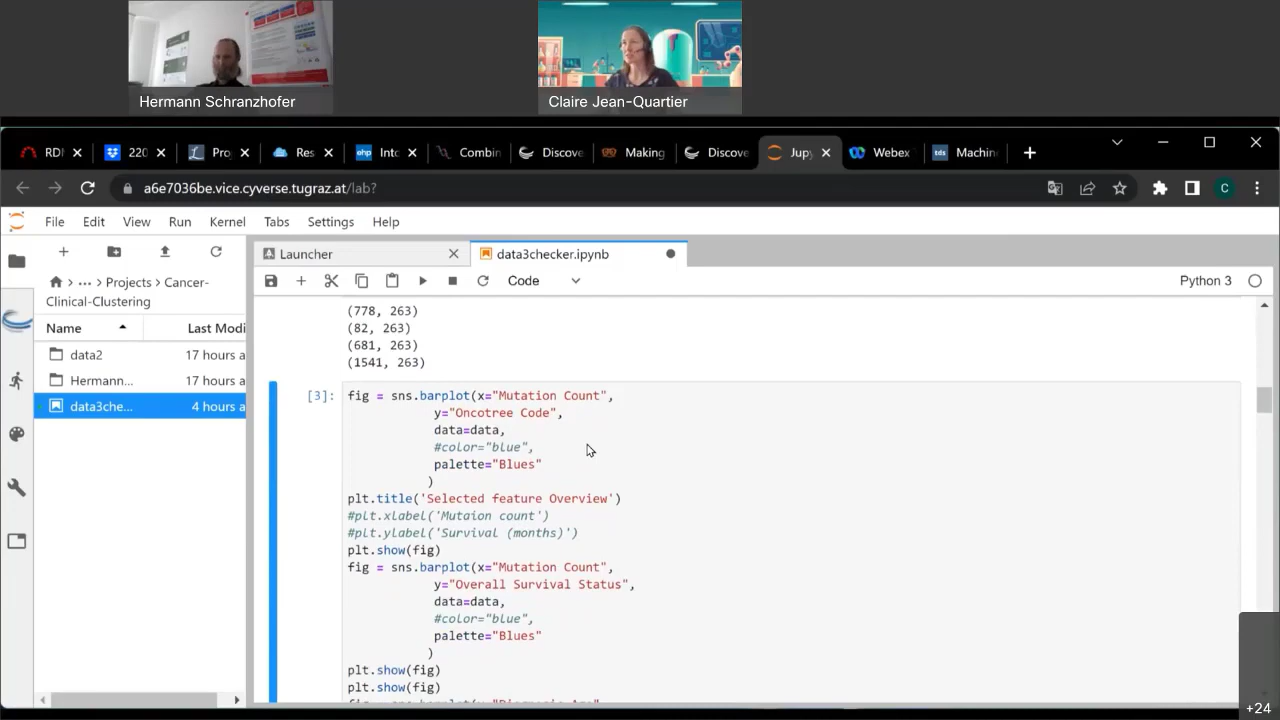 Hermann Schranzhofer
Claire Jean-Quartier
RDM
220
Pro
Res
php Intc
Combin
Discove
Making
Discove
Jupy
Webex
tds Machin
a6e7036be.vice.cyverse.tugraz.at/lab?
C
File Edit View Run Kernel Tabs Settings Help
Launcher
data3checker.ipynb
... Projects > Cancer-
Clinical-Clustering
Code
Python 3
Name
Last Modi
data2 17 hours a
Hermann... 17 hours a
data3che... 4 hours a
(778, 263)
(82, 263)
(681, 263)
(1541, 263)
[3]: fig = sns.barplot(x="Mutation Count",
y="Oncotree Code",
data=data,
#color="blue",
palette="Blues"
)
plt.title('Selected feature Overview')
#plt.xlabel('Mutaion count')
#plt.ylabel('Survival (months)')
plt.show(fig)
fig = sns.barplot(x="Mutation Count",
y="Overall Survival Status",
data=data,
#color="blue",
palette="Blues"
)
plt.show(fig)
plt.show(fig)
+24